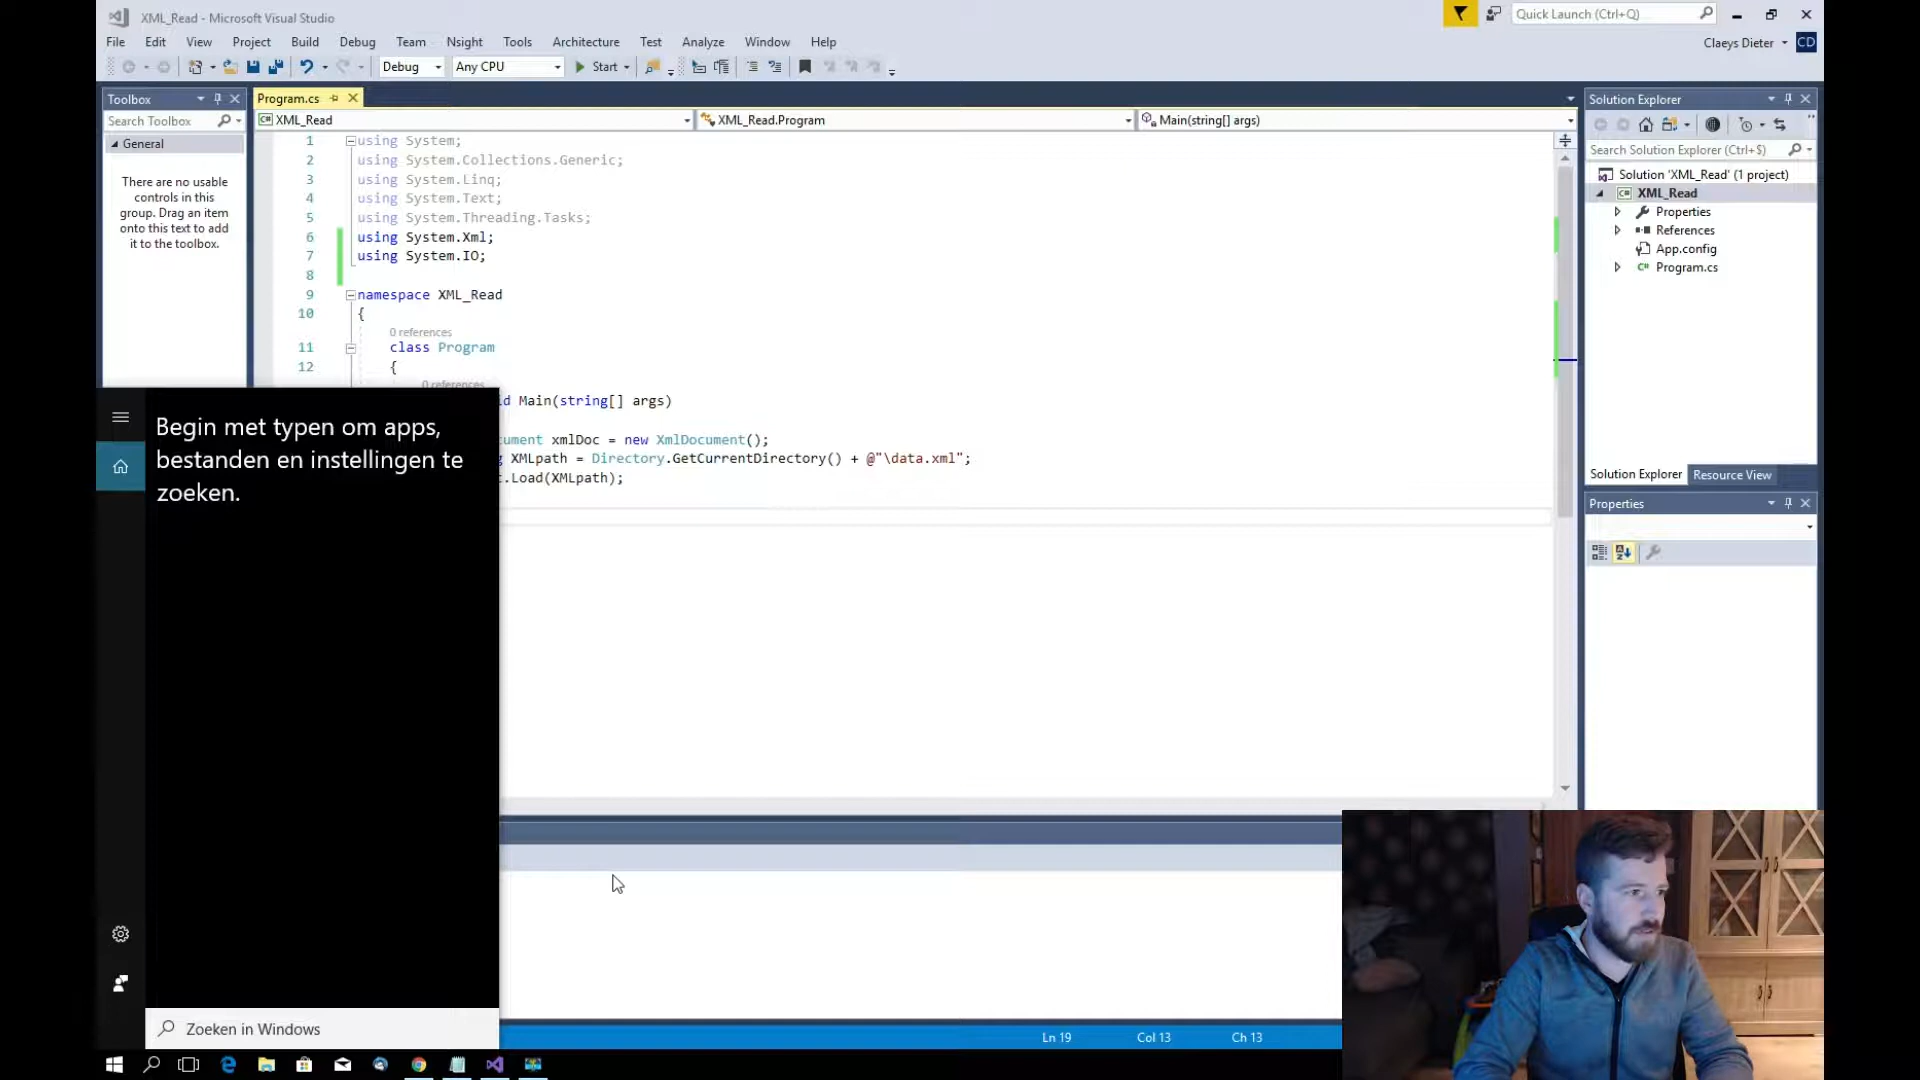 XML_Read - Microsoft Visual Studio
Quick Launch (Ctrl+Q)
File Edit View Project Build Debug Team Nsight Tools Architecture Test Analyze Window Help
Claeys Dieter CD
Debug Any CPU Start
Toolbox
Program.cs
Solution Explorer
Search Toolbox
XML_Read
XML_Read.Program
Main(string[] args)
General
There are no usable
controls in this
group. Drag an item
onto this text to add
it to the toolbox.
1 using System;
2 using System.Collections.Generic;
3 using System.Linq;
4 using System.Text;
5 using System.Threading.Tasks;
6 using System.Xml;
7 using System.IO;
8
9 namespace XML_Read
10 {
0 references
11 class Program
12 {
0 references
id Main(string[] args)
ument xmlDoc = new XmlDocument();
g XMLpath = Directory.GetCurrentDirectory() + @"\data.xml";
c.Load(XMLpath);
Search Solution Explorer (Ctrl+$)
Solution 'XML_Read' (1 project)
XML_Read
Properties
References
App.config
Program.cs
Solution Explorer Resource View
Properties
Begin met typen om apps,
bestanden en instellingen te
zoeken.
Zoeken in Windows
Ln 19 Col 13 Ch 13